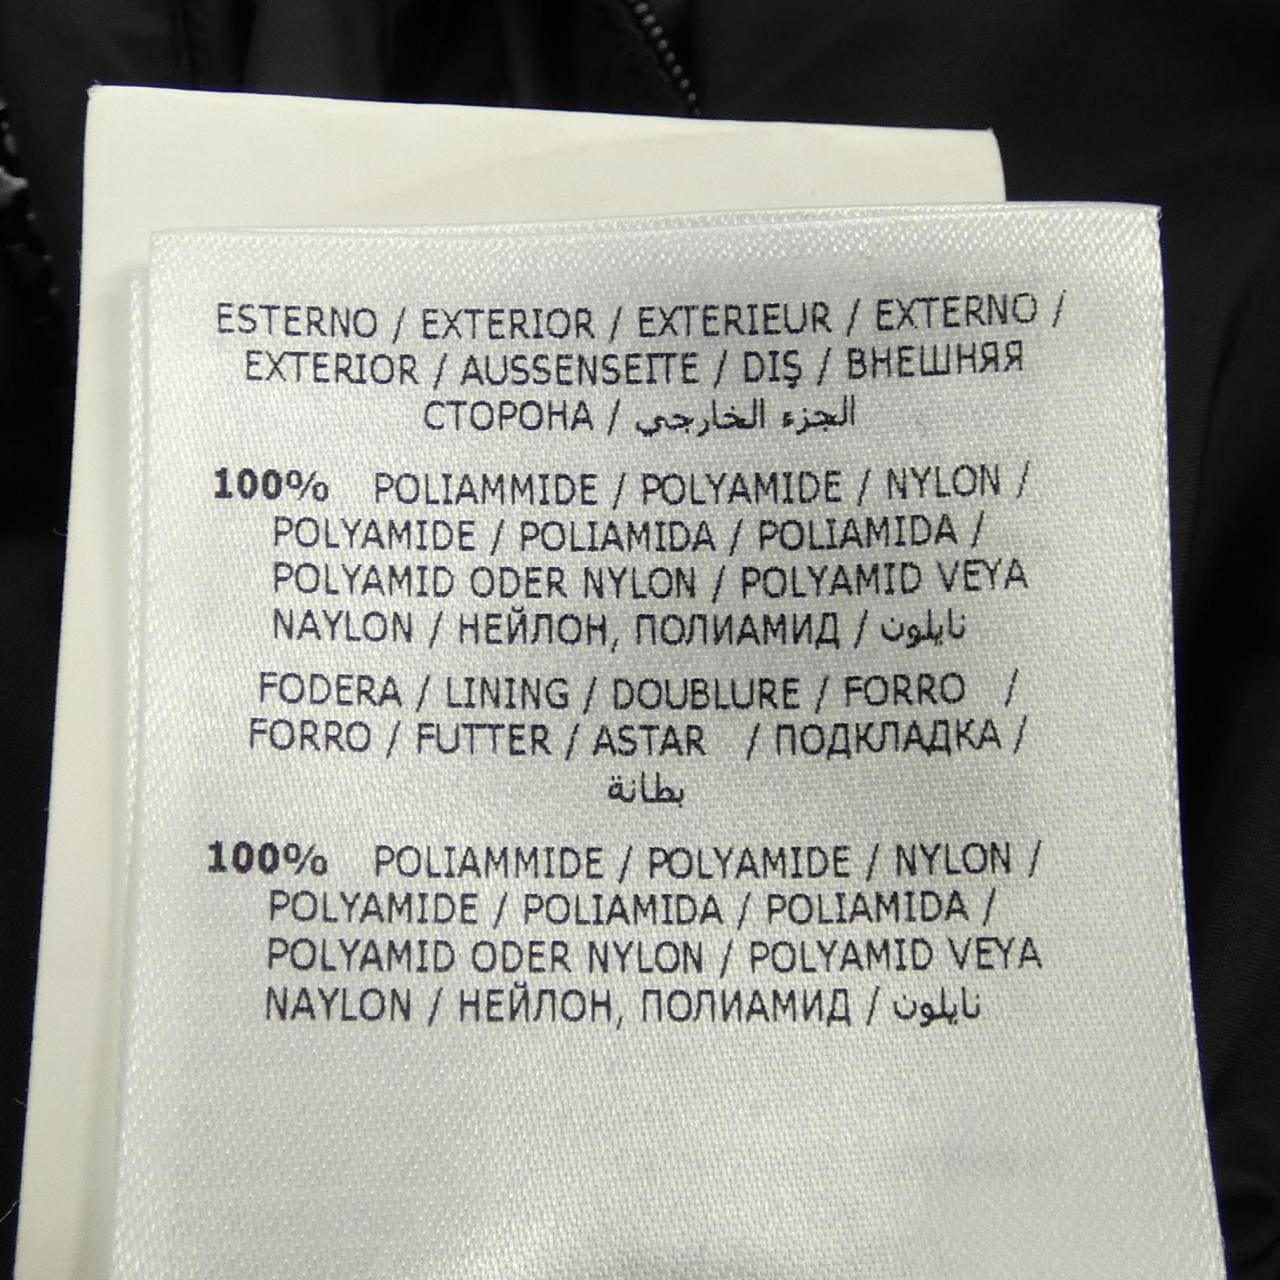 ESTERNO / EXTERIOR / EXTERIEUR / EXTERNO /
EXTERIOR / AUSSENSEITE / DIŞ / ВНЕШНЯЯ
СТОРОНА / الجزء الخارجي
100% POLIAMMIDE / POLYAMIDE / NYLON /
POLYAMIDE / POLIAMIDA / POLIAMIDA /
POLYAMID ODER NYLON / POLYAMID VEYA
NAYLON / НЕЙЛОН, ПОЛИАМИД / نايلون
FODERA / LINING / DOUBLURE / FORRO /
FORRO / FUTTER / ASTAR / ПОДКЛАДКА /
بطانة
100% POLIAMMIDE / POLYAMIDE / NYLON /
POLYAMIDE / POLIAMIDA / POLIAMIDA /
POLYAMID ODER NYLON / POLYAMID VEYA
NAYLON / НЕЙЛОН, ПОЛИАМИД / نايلون